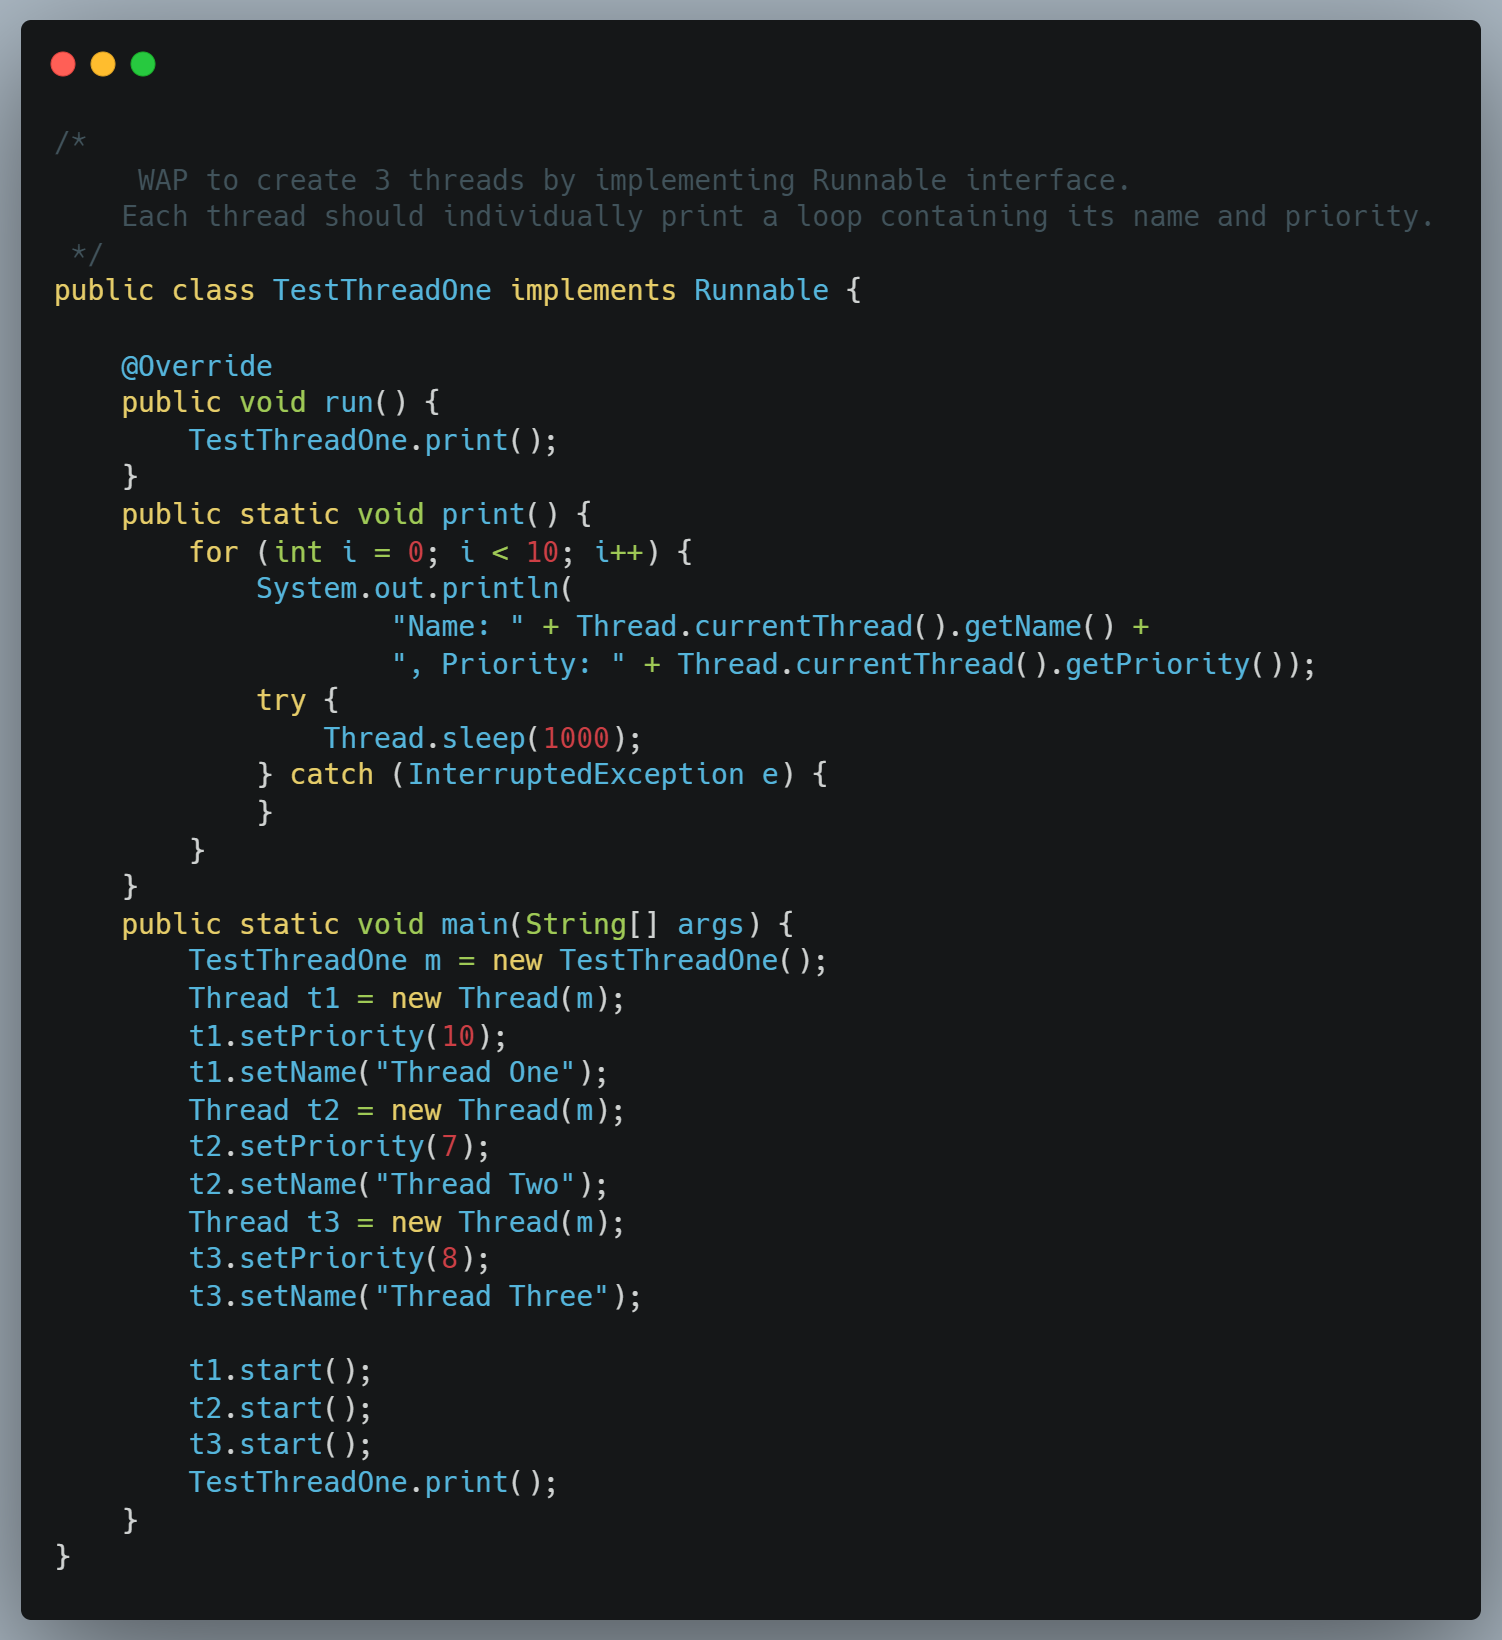 /*
     WAP to create 3 threads by implementing Runnable interface.
    Each thread should individually print a loop containing its name and priority.
 */
public class TestThreadOne implements Runnable {

    @Override
    public void run() {
        TestThreadOne.print();
    }
    public static void print() {
        for (int i = 0; i < 10; i++) {
            System.out.println(
                    "Name: " + Thread.currentThread().getName() +
                    ", Priority: " + Thread.currentThread().getPriority());
            try {
                Thread.sleep(1000);
            } catch (InterruptedException e) {
            }
        }
    }
    public static void main(String[] args) {
        TestThreadOne m = new TestThreadOne();
        Thread t1 = new Thread(m);
        t1.setPriority(10);
        t1.setName("Thread One");
        Thread t2 = new Thread(m);
        t2.setPriority(7);
        t2.setName("Thread Two");
        Thread t3 = new Thread(m);
        t3.setPriority(8);
        t3.setName("Thread Three");

        t1.start();
        t2.start();
        t3.start();
        TestThreadOne.print();
    }
}